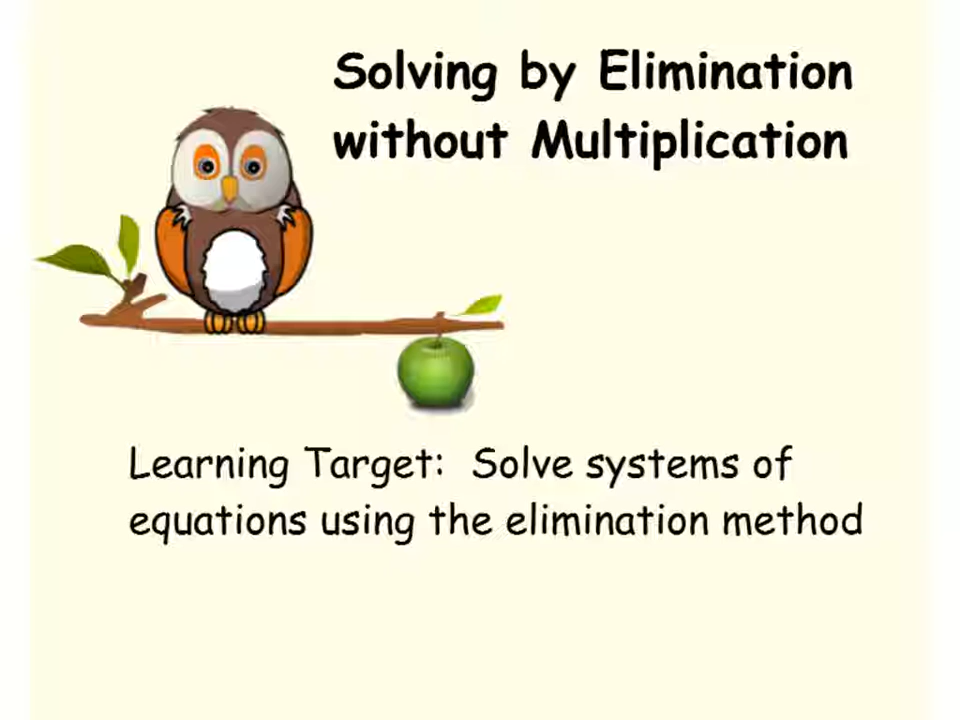 Solving by Elimination
without Multiplication
Learning Target:  Solve systems of
equations using the elimination method